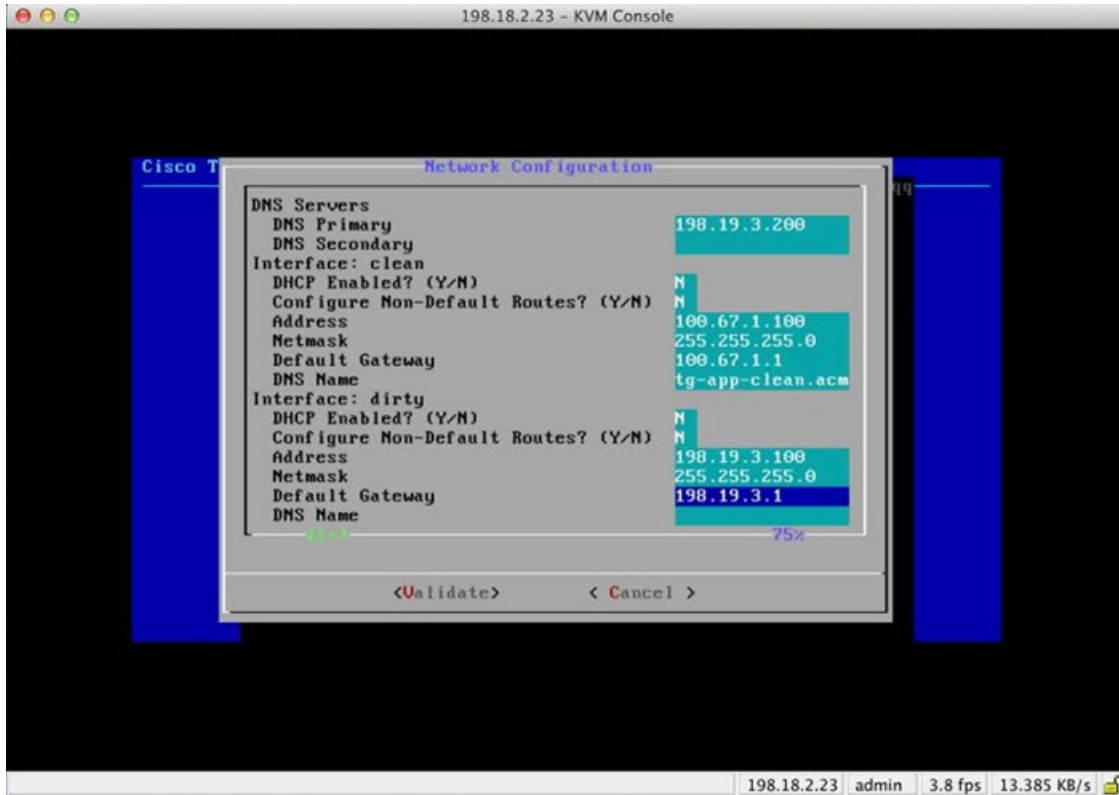 198.18.2.23 – KVM Console
Cisco T
Network Configuration
qq
DNS Servers
DNS Primary 198.19.3.200
DNS Secondary
Interface: clean
DHCP Enabled? (Y/N) N
Configure Non-Default Routes? (Y/N) N
Address 100.67.1.100
Netmask 255.255.255.0
Default Gateway 100.67.1.1
DNS Name tg-app-clean.acm
Interface: dirty
DHCP Enabled? (Y/N) N
Configure Non-Default Routes? (Y/N) N
Address 198.19.3.100
Netmask 255.255.255.0
Default Gateway 198.19.3.1
DNS Name
75%
<Validate> < Cancel >
198.18.2.23 admin 3.8 fps 13.385 KB/s